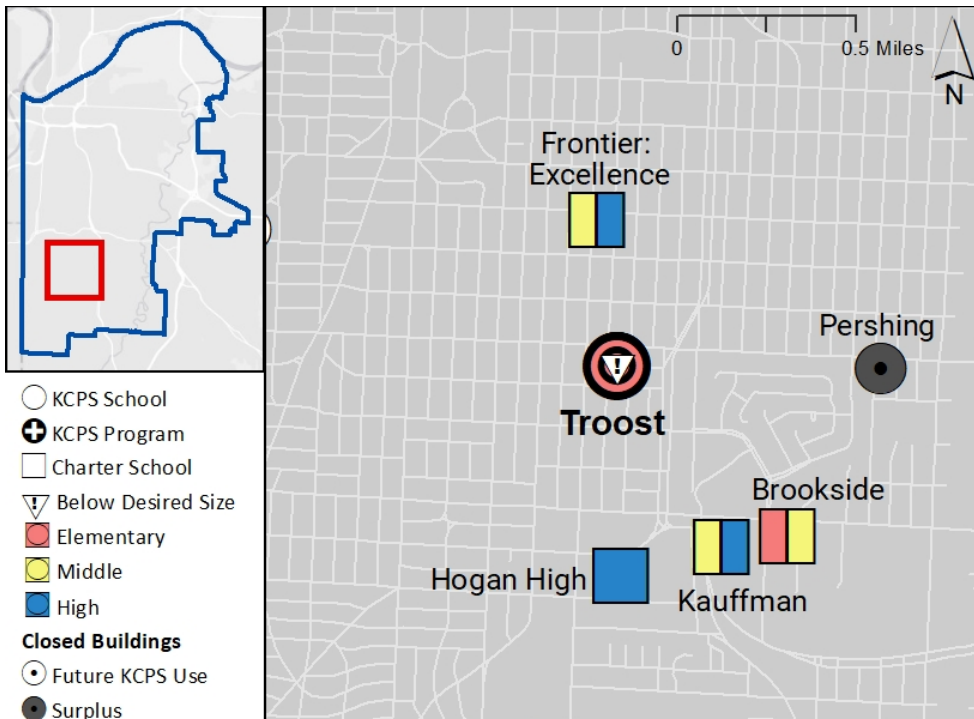 0
0.5 Miles
N
Frontier:
Excellence
Pershing
Troost
Brookside
Hogan High
Kauffman
KCPS School
KCPS Program
Charter School
Below Desired Size
Elementary
Middle
High
Closed Buildings
Future KCPS Use
Surplus